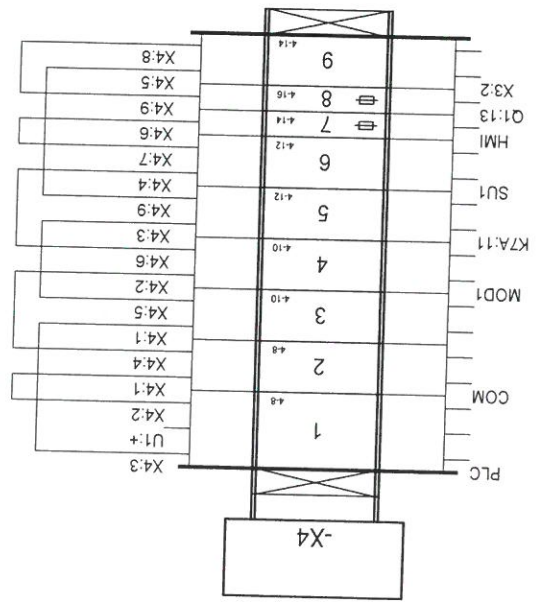 -X4
PLC X4:3
U1:+
1
X4:2
COM 4-8 X4:1
2 X4:4
4-8 X4:1
3 X4:5
MOD1 4-10 X4:2
4 X4:6
K7A:11 4-10 X4:3
5 X4:9
SU1 4-12 X4:4
6 X4:7
HMI 4-12 X4:6
7
Q1:13 4-14 X4:9
8
X3:2 4-16 X4:5
9 X4:8
4-14